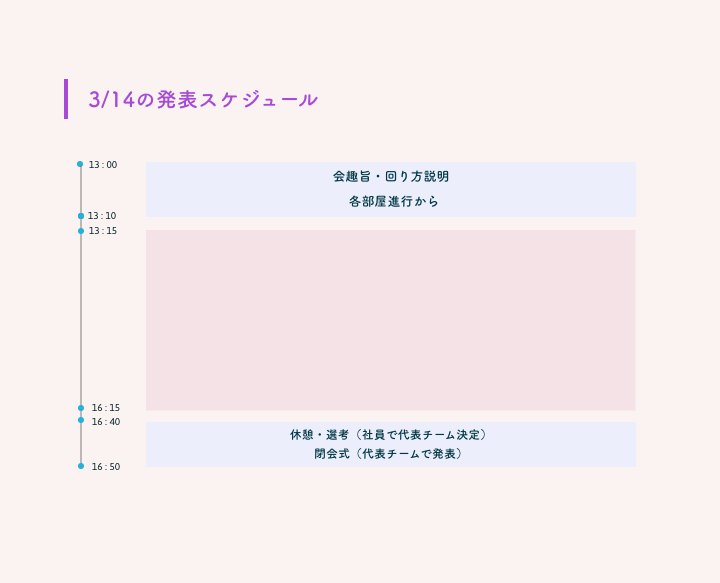 3/14の発表スケジュール
13:00
会趣旨・回り方説明
各部屋進行から
13:10
13:15
16:15
16:40
休憩・選考（社員で代表チーム決定）
閉会式（代表チームで発表）
16:50